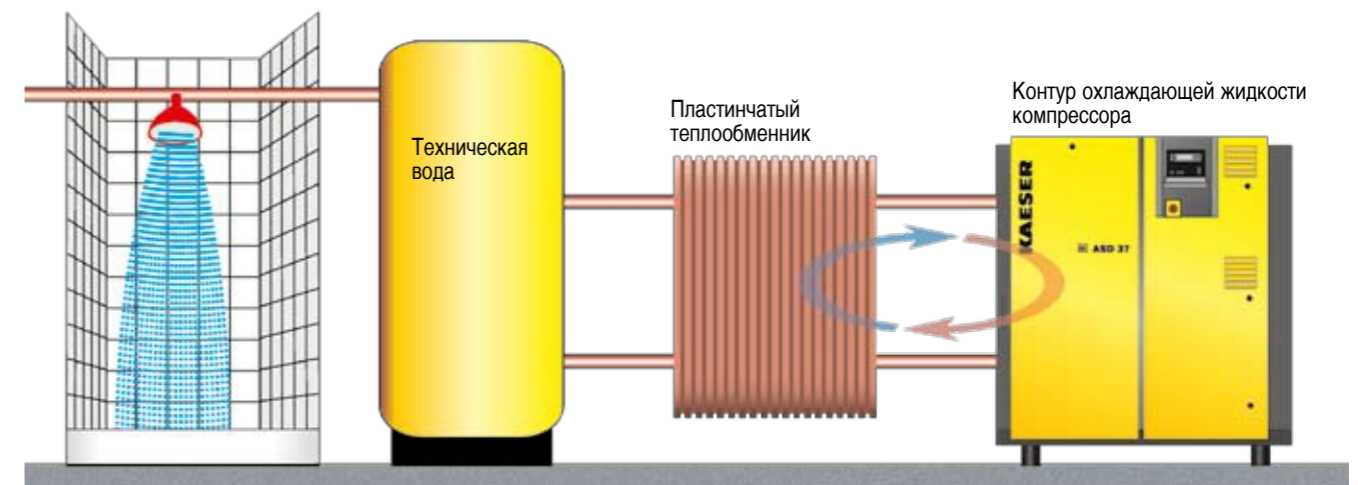 Техническая
вода
Пластинчатый
теплообменник
Контур охлаждающей жидкости
компрессора
KAESER
ASD 37